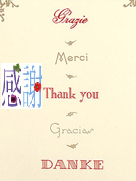 Grazie
Merci
感謝
Thank you
Gracias
DANKE